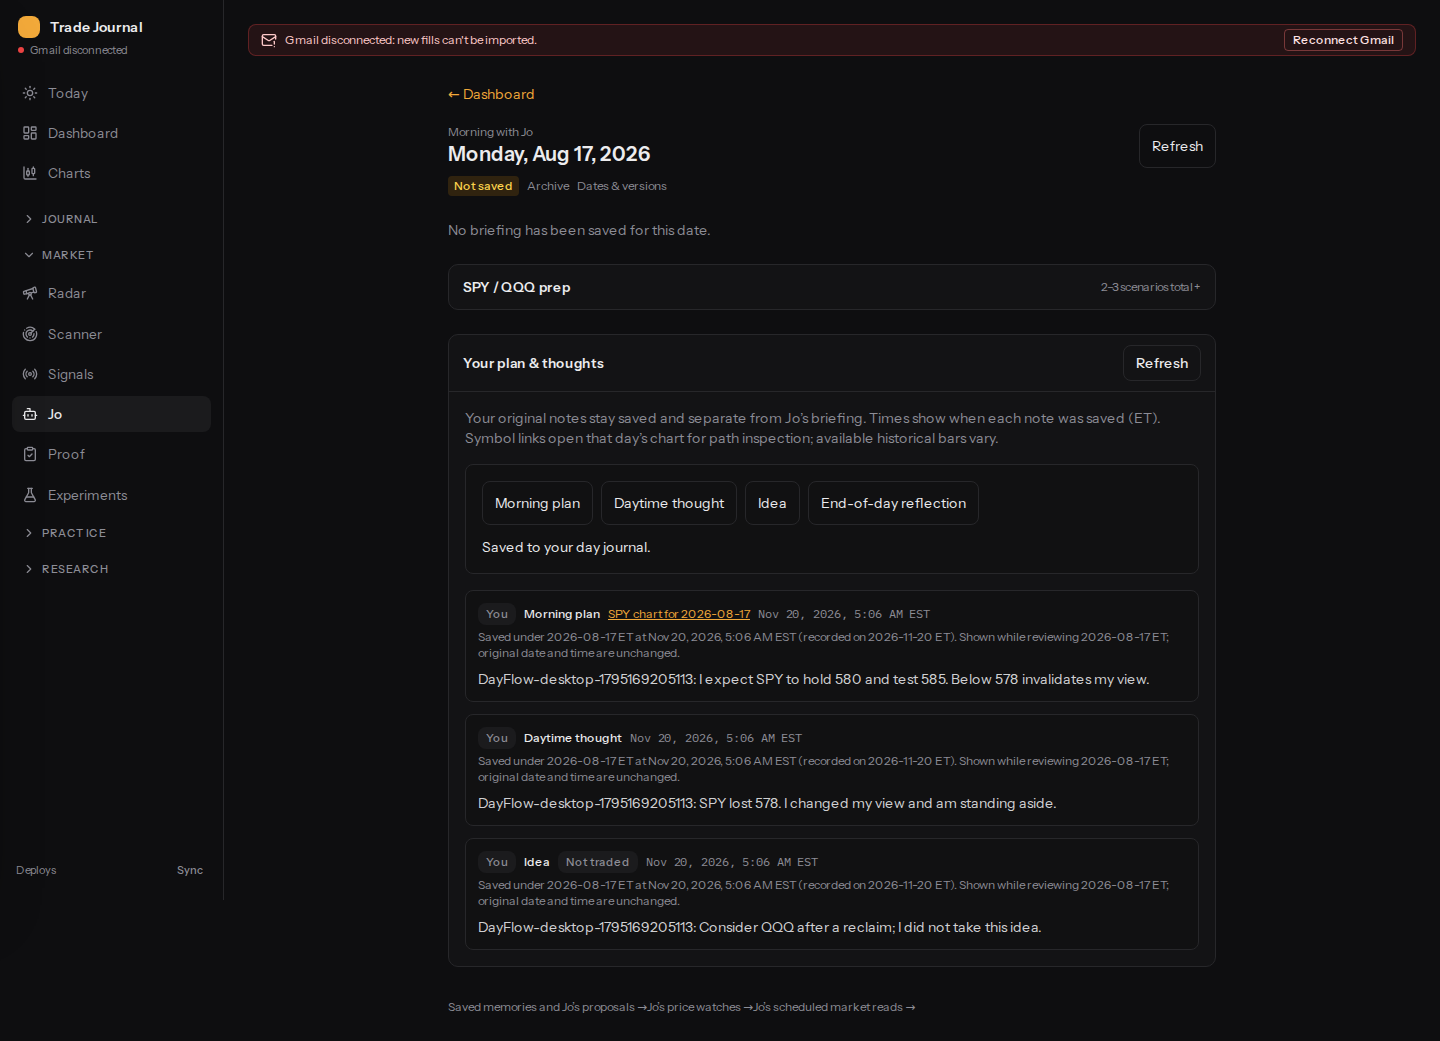 Trade Journal
Gmail disconnected
Today
Dashboard
Charts
JOURNAL
MARKET
Radar
Scanner
Signals
Jo
Proof
Experiments
PRACTICE
RESEARCH
Deploys
Sync
Gmail disconnected: new fills can't be imported.
Reconnect Gmail
← Dashboard
Morning with Jo
Monday, Aug 17, 2026
Refresh
Not saved Archive Dates & versions
No briefing has been saved for this date.
SPY / QQQ prep
2–3 scenarios total +
Your plan & thoughts
Refresh
Your original notes stay saved and separate from Jo’s briefing. Times show when each note was saved (ET).
Symbol links open that day’s chart for path inspection; available historical bars vary.
Morning plan
Daytime thought
Idea
End-of-day reflection
Saved to your day journal.
You Morning plan SPY chart for 2026-08-17 Nov 20, 2026, 5:06 AM EST
Saved under 2026-08-17 ET at Nov 20, 2026, 5:06 AM EST (recorded on 2026-11-20 ET). Shown while reviewing 2026-08-17 ET;
original date and time are unchanged.
DayFlow-desktop-1795169205113: I expect SPY to hold 580 and test 585. Below 578 invalidates my view.
You Daytime thought Nov 20, 2026, 5:06 AM EST
Saved under 2026-08-17 ET at Nov 20, 2026, 5:06 AM EST (recorded on 2026-11-20 ET). Shown while reviewing 2026-08-17 ET;
original date and time are unchanged.
DayFlow-desktop-1795169205113: SPY lost 578. I changed my view and am standing aside.
You Idea Not traded Nov 20, 2026, 5:06 AM EST
Saved under 2026-08-17 ET at Nov 20, 2026, 5:06 AM EST (recorded on 2026-11-20 ET). Shown while reviewing 2026-08-17 ET;
original date and time are unchanged.
DayFlow-desktop-1795169205113: Consider QQQ after a reclaim; I did not take this idea.
Saved memories and Jo’s proposals →Jo’s price watches →Jo’s scheduled market reads →